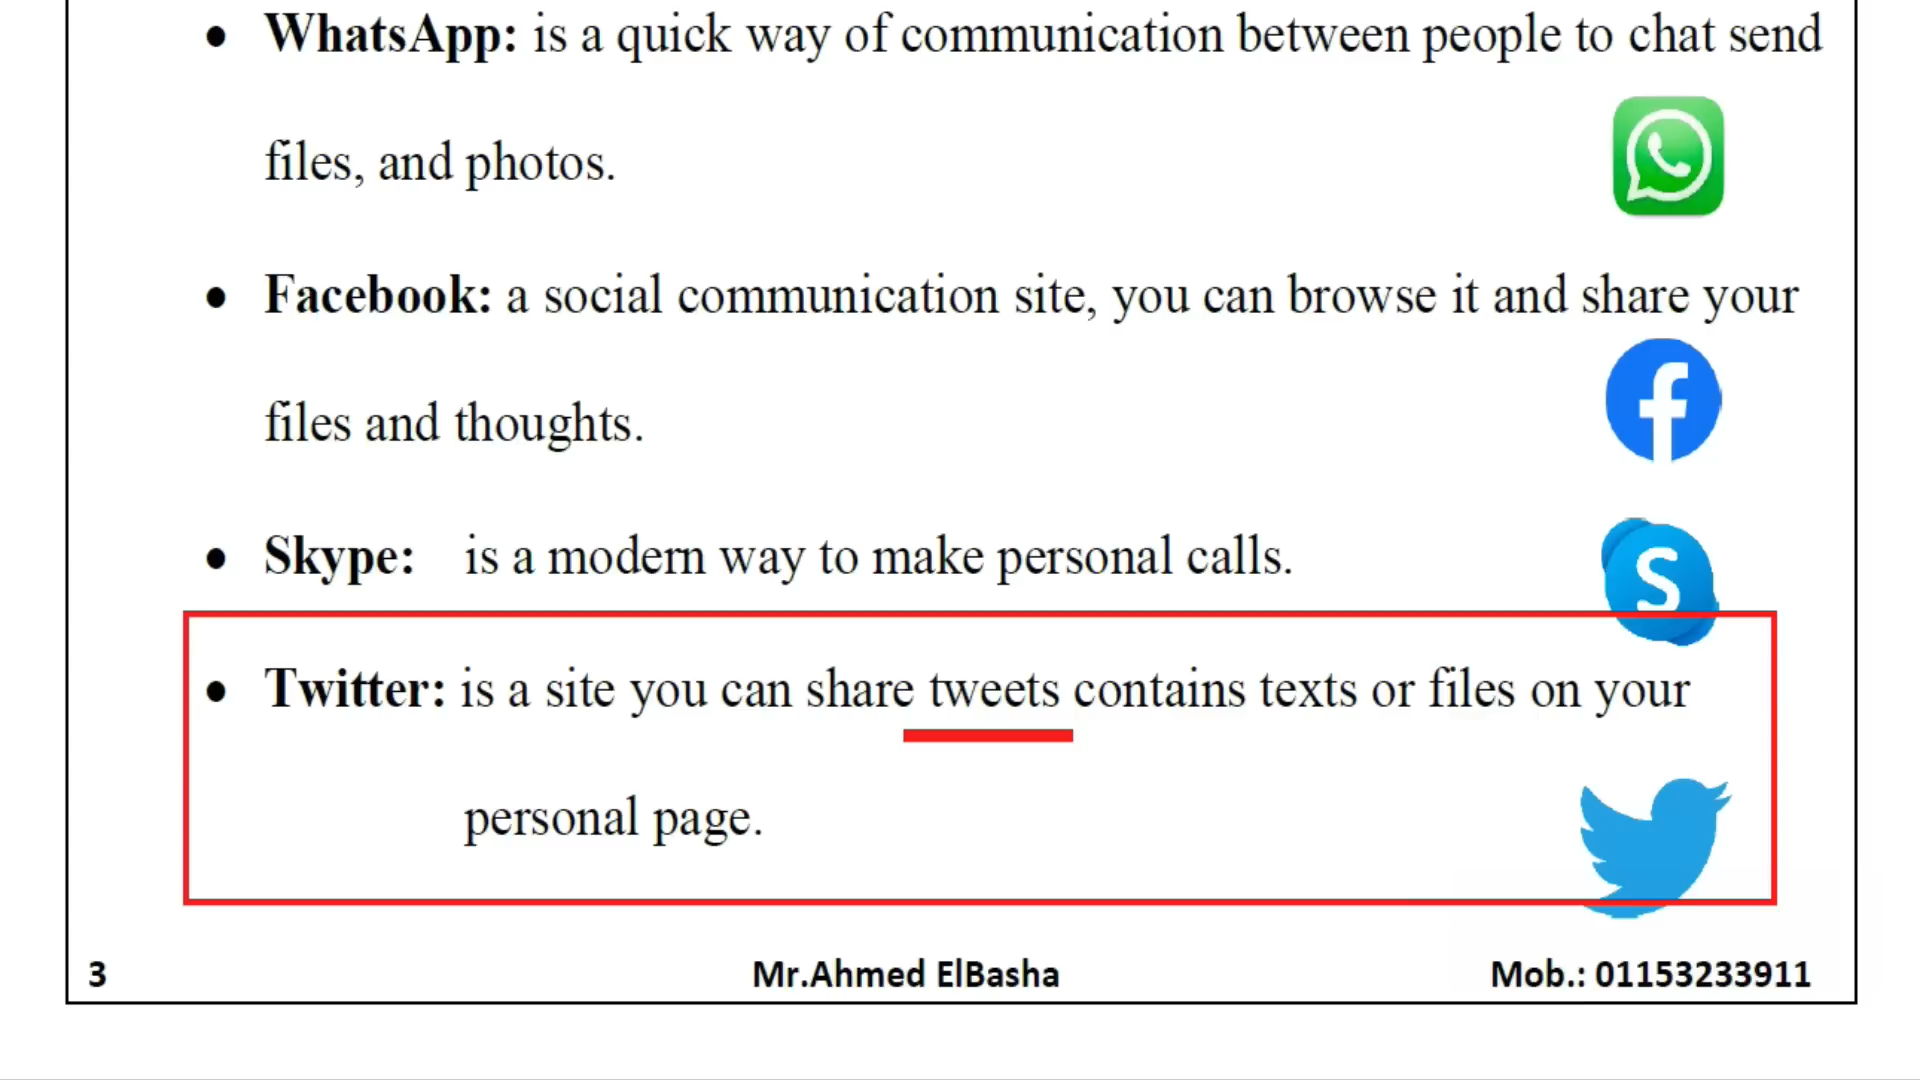 • WhatsApp: is a quick way of communication between people to chat send
files, and photos.
• Facebook: a social communication site, you can browse it and share your
files and thoughts.
• Skype: is a modern way to make personal calls.
S
• Twitter: is a site you can share tweets contains texts or files on your
personal page.
3 Mr.Ahmed ElBasha Mob.: 01153233911